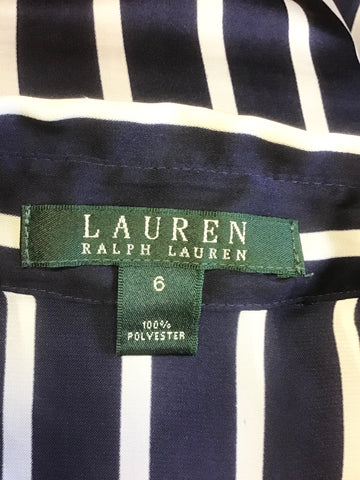 LAUREN
RALPH LAUREN
6
100%
POLYESTER